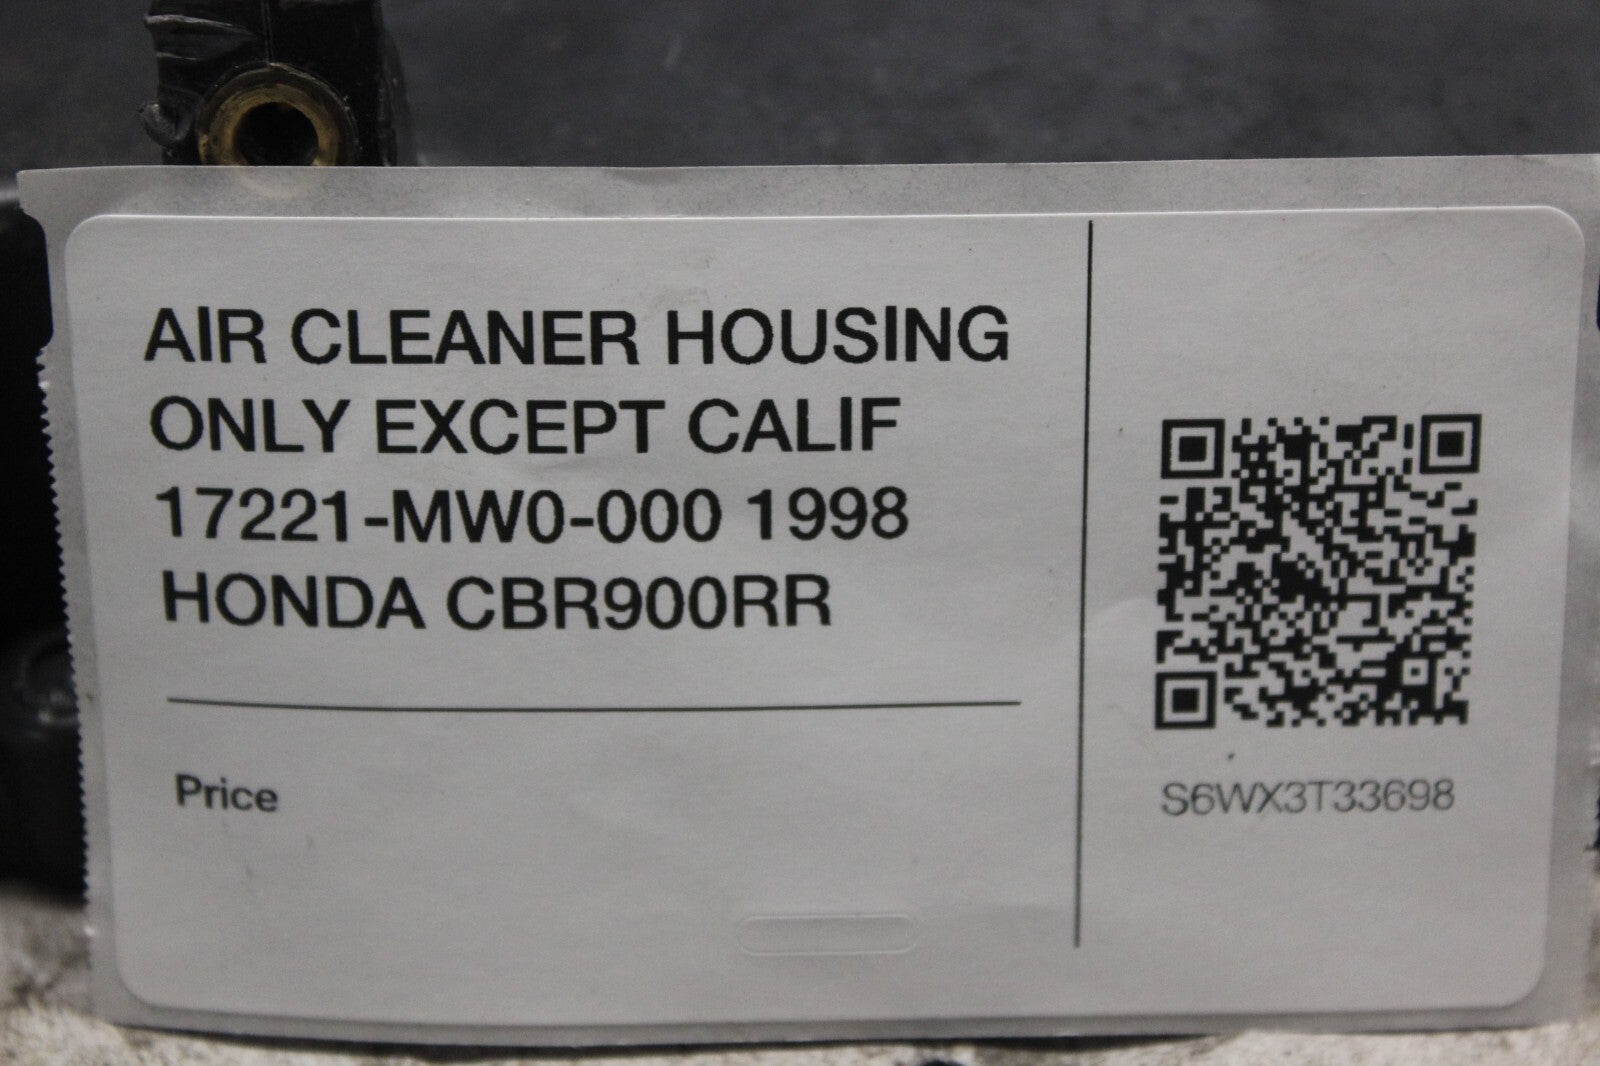 AIR CLEANER HOUSING
ONLY EXCEPT CALIF
17221-MW0-000 1998
HONDA CBR900RR
Price
S6WX3T33698